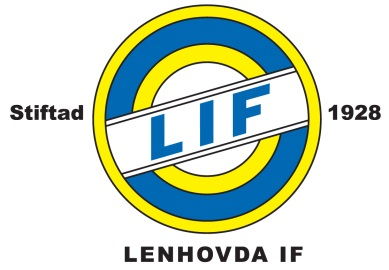 Stiftad 1928
LIF
LENHOVDA IF